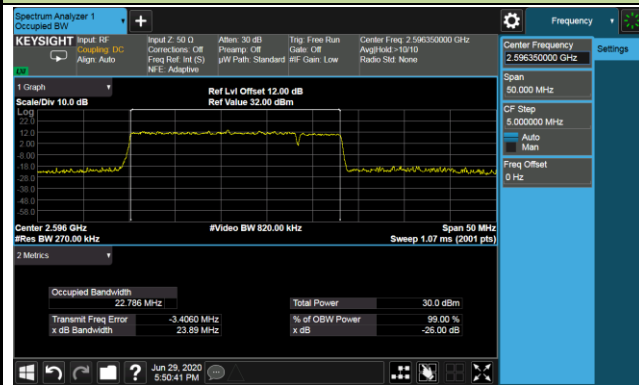 Spectrum Analyzer 1
Occupied BW
Frequency
KEYSIGHT
Input: RF
Coupling: DC
Align: Auto
Input Z: 50 Ω
Corrections: Off
Freq Ref: Int (S)
NFE: Adaptive
Atten: 30 dB
Preamp: Off
µW Path: Standard
Trig: Free Run
Gate: Off
#IF Gain: Low
Center Freq: 2.596350000 GHz
Avg|Hold:>10/10
Radio Std: None
Center Frequency
2.596350000 GHz
Settings
Span
50.000 MHz
CF Step
5.000000 MHz
Auto
Man
Freq Offset
0 Hz
1 Graph
Scale/Div 10.0 dB
Ref Lvl Offset 12.00 dB
Ref Value 32.00 dBm
Log
22.0
12.0
2.00
-8.00
-18.0
-28.0
-38.0
-48.0
-58.0
Center 2.596 GHz
#Res BW 270.00 kHz
#Video BW 820.00 kHz
Span 50 MHz
Sweep 1.07 ms (2001 pts)
2 Metrics
Occupied Bandwidth
22.786 MHz
Total Power 30.0 dBm
Transmit Freq Error -3.4060 MHz
% of OBW Power 99.00 %
x dB Bandwidth 23.89 MHz
x dB -26.00 dB
Jun 29, 2020
5:50:41 PM